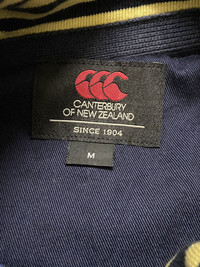 CANTERBURY
OF NEW ZEALAND
SINCE 1904
M